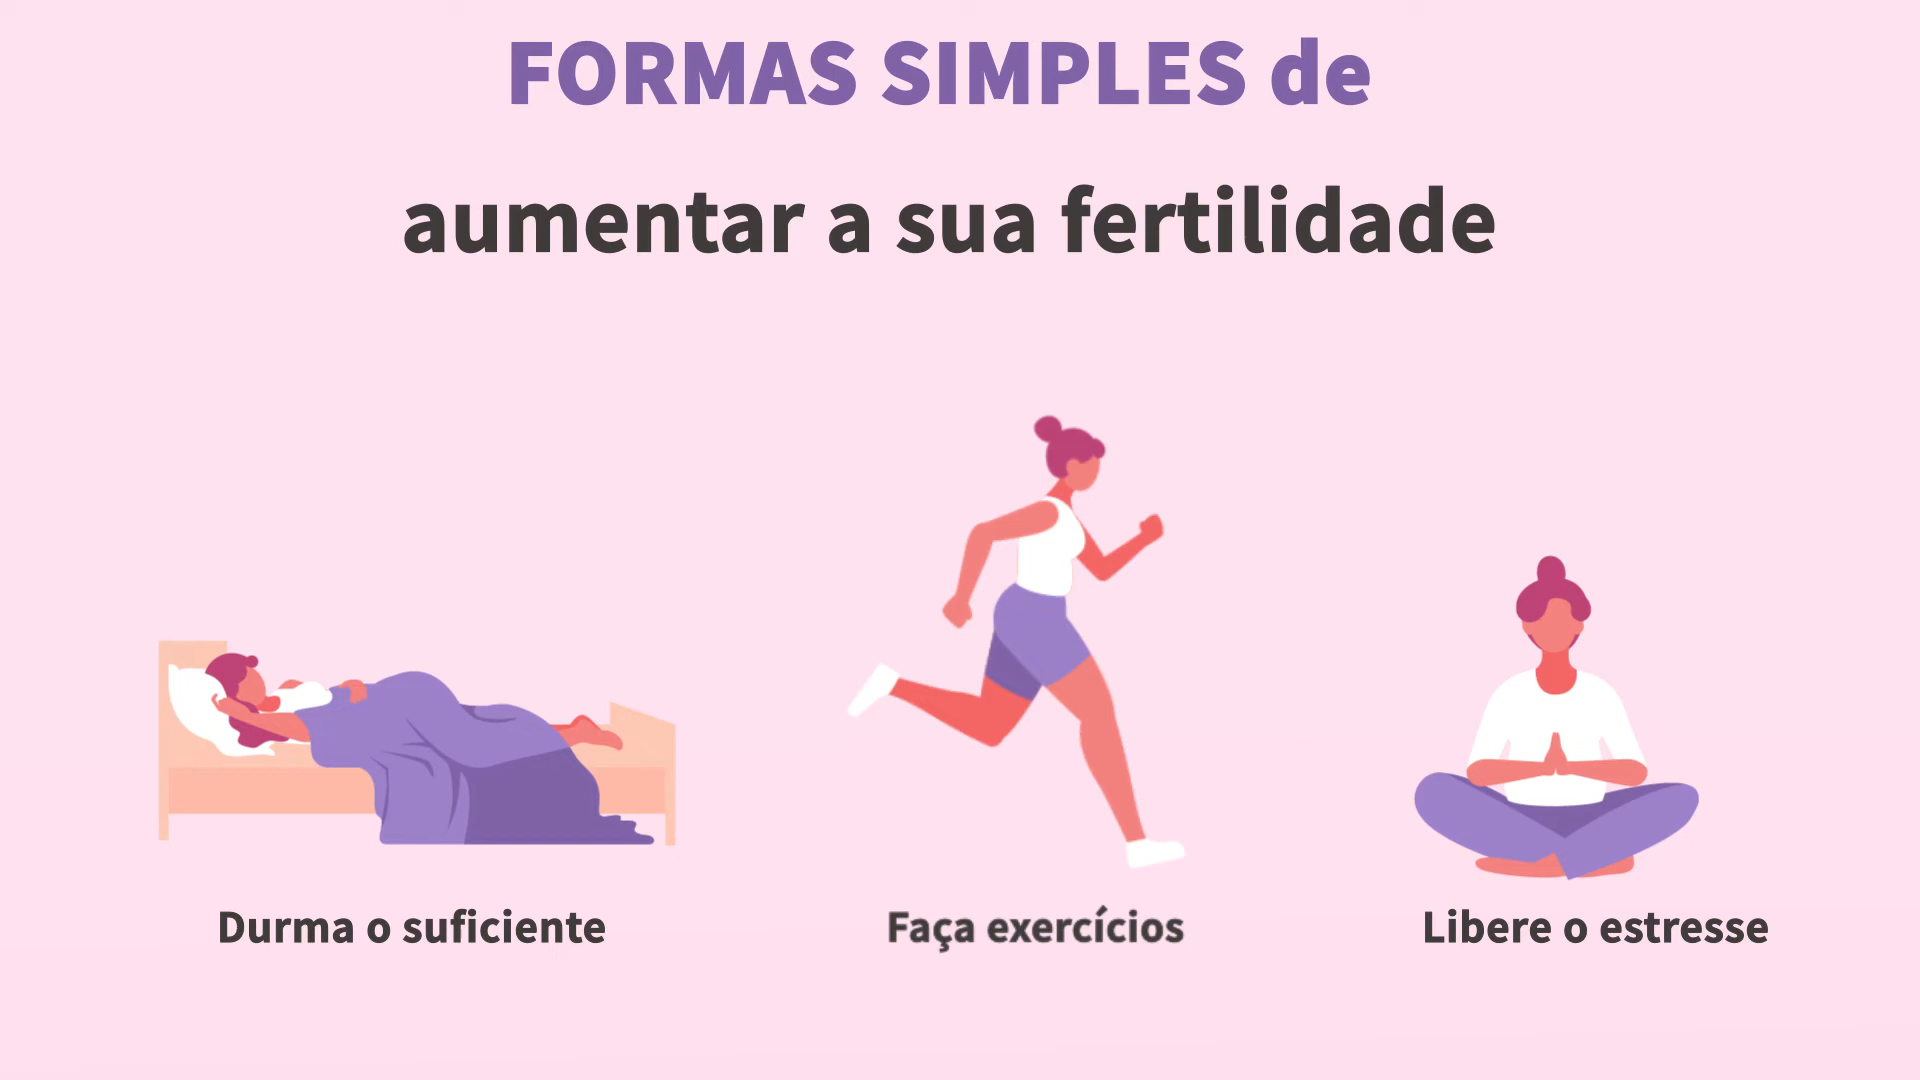 FORMAS SIMPLES de
aumentar a sua fertilidade
Durma o suficiente
Faça exercícios
Libere o estresse